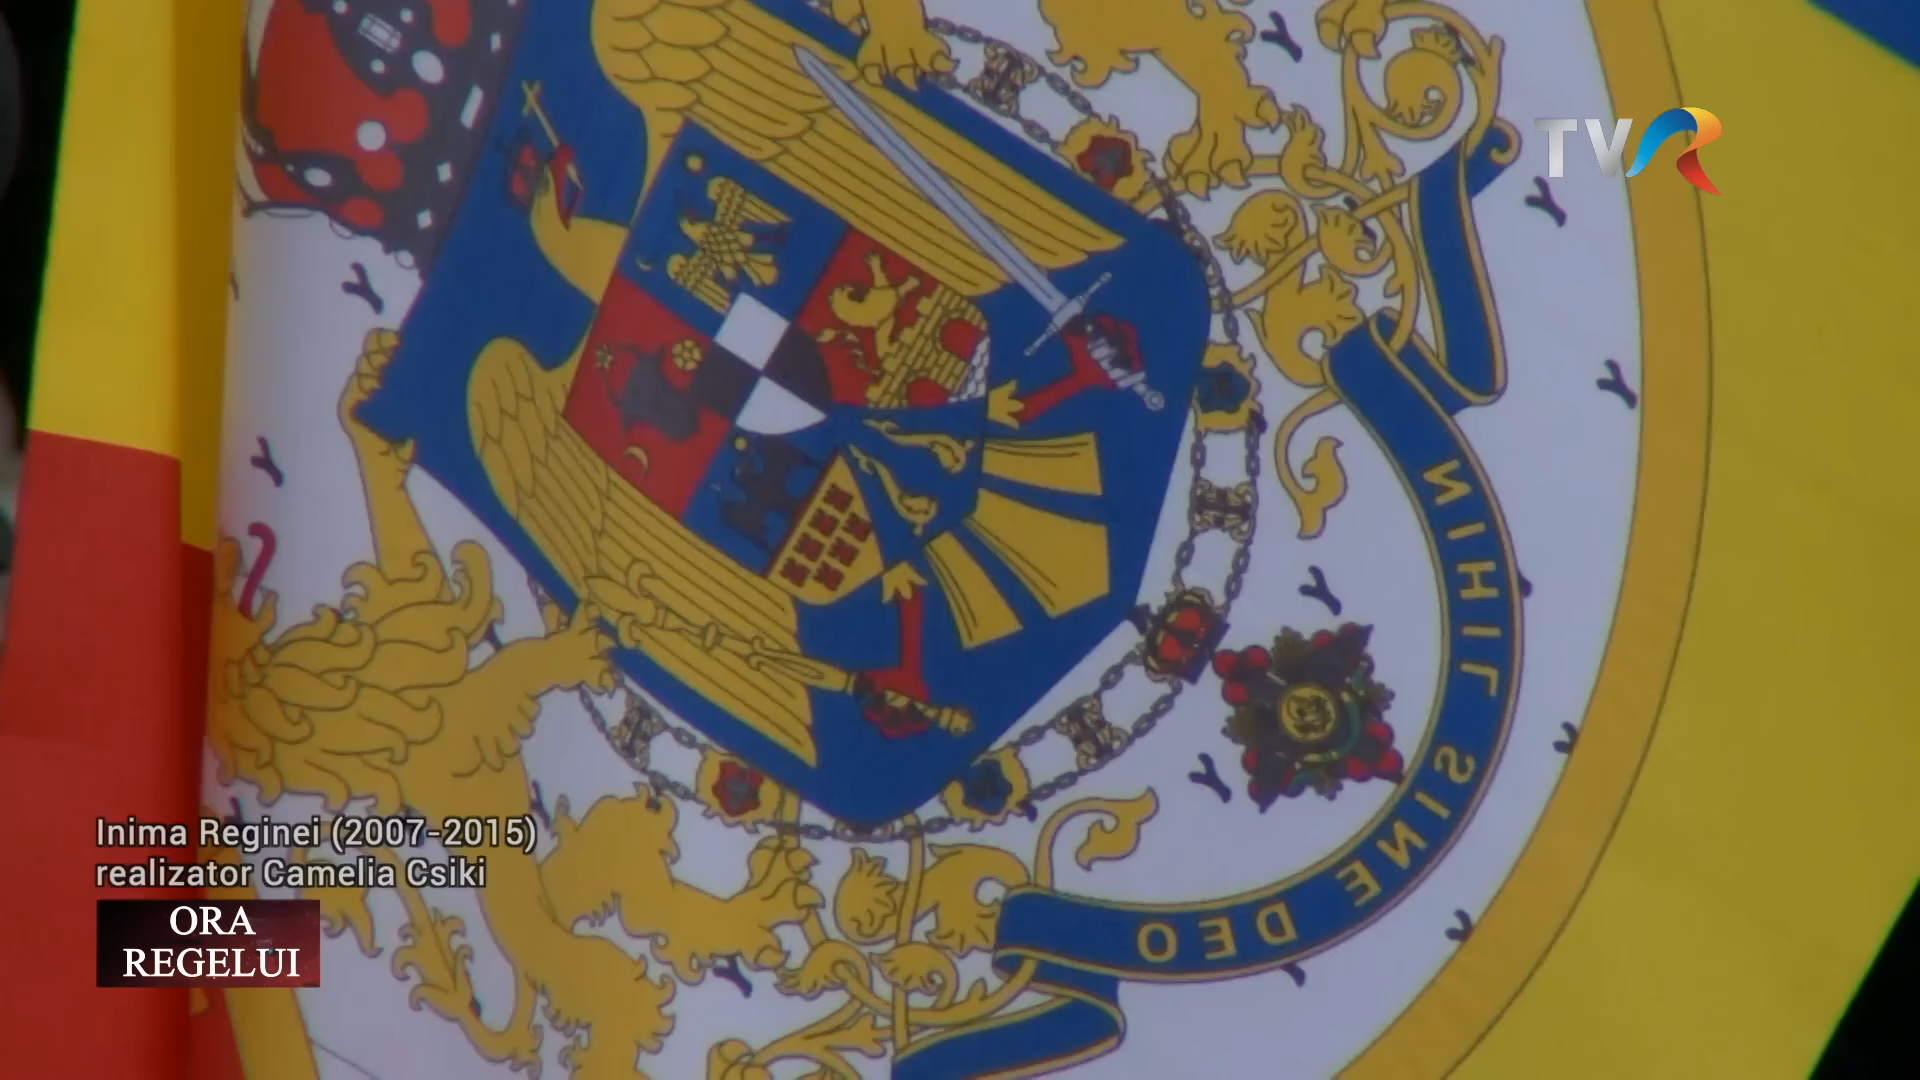 TVR
NIHIL SINE DEO
Inima Reginei (2007-2015)
realizator Camelia Csiki
ORA
REGELUI